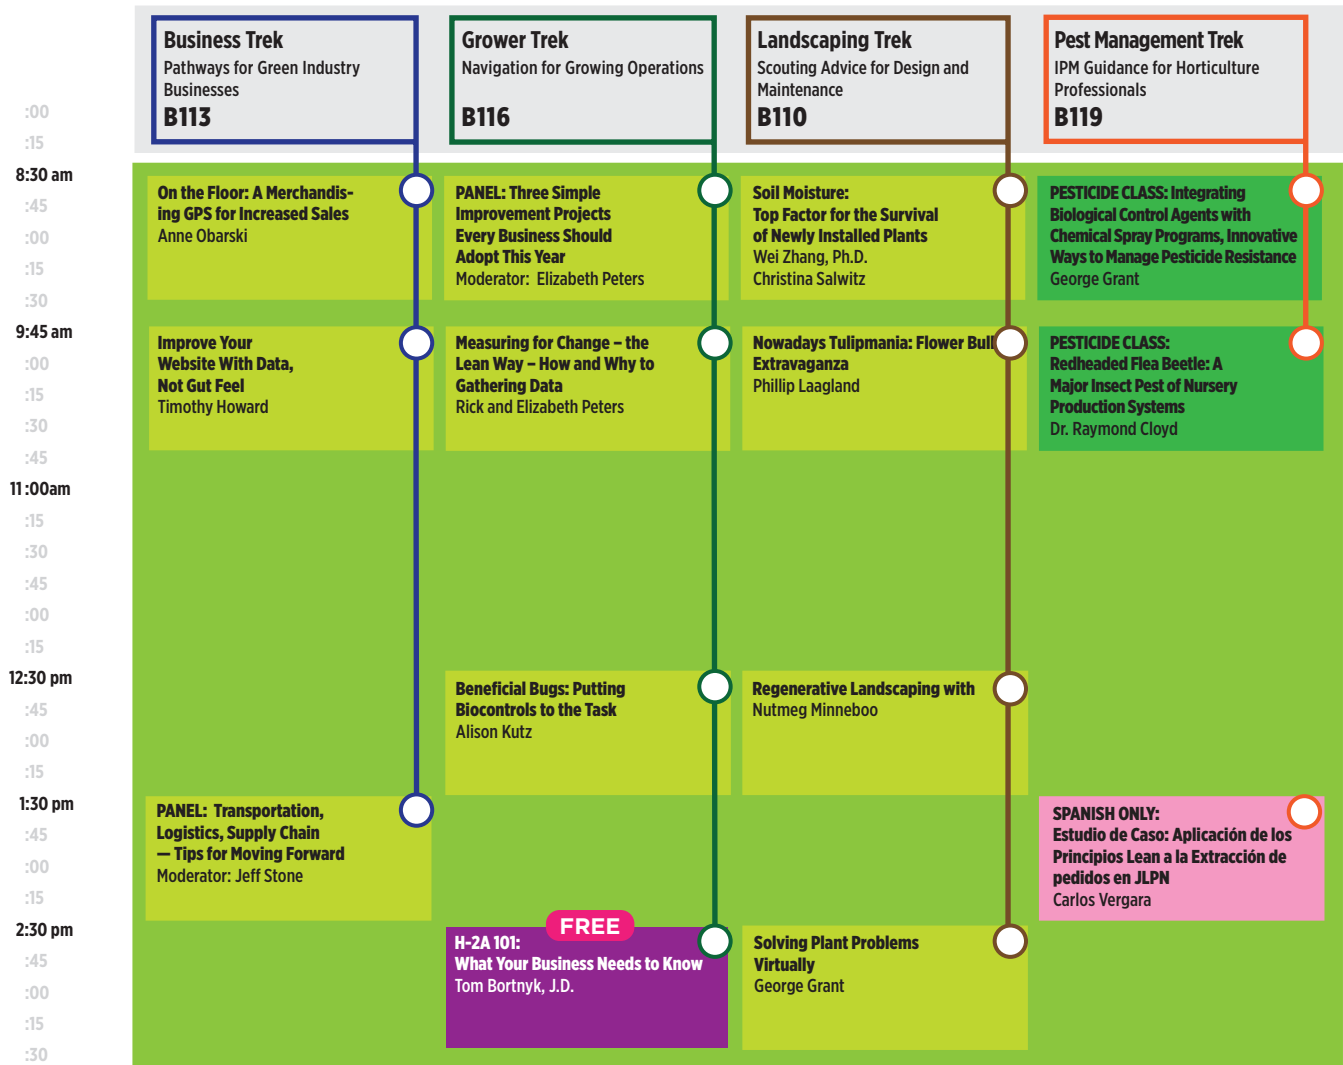 Business Trek
Pathways for Green Industry
Businesses
B113
Grower Trek
Navigation for Growing Operations
B116
Landscaping Trek
Scouting Advice for Design and
Maintenance
B110
Pest Management Trek
IPM Guidance for Horticulture
Professionals
B119
:00
:15
8:30 am
:45
:00
:15
:30
9:45 am
:00
:15
:30
:45
11:00am
:15
:30
:45
:00
:15
12:30 pm
:45
:00
:15
1:30 pm
:45
:00
:15
2:30 pm
:45
:00
:15
:30
On the Floor: A Merchandis-
ing GPS for Increased Sales
Anne Obarski
PANEL: Three Simple
Improvement Projects
Every Business Should
Adopt This Year
Moderator: Elizabeth Peters
Soil Moisture:
Top Factor for the Survival
of Newly Installed Plants
Wei Zhang, Ph.D.
Christina Salwitz
PESTICIDE CLASS: Integrating
Biological Control Agents with
Chemical Spray Programs, Innovative
Ways to Manage Pesticide Resistance
George Grant
Improve Your
Website With Data,
Not Gut Feel
Timothy Howard
Measuring for Change – the
Lean Way – How and Why to
Gathering Data
Rick and Elizabeth Peters
Nowadays Tulipmania: Flower Bull
Extravaganza
Phillip Laagland
PESTICIDE CLASS:
Redheaded Flea Beetle: A
Major Insect Pest of Nursery
Production Systems
Dr. Raymond Cloyd
Beneficial Bugs: Putting
Biocontrols to the Task
Alison Kutz
Regenerative Landscaping with
Nutmeg Minneboo
PANEL: Transportation,
Logistics, Supply Chain
— Tips for Moving Forward
Moderator: Jeff Stone
SPANISH ONLY:
Estudio de Caso: Aplicación de los
Principios Lean a la Extracción de
pedidos en JLPN
Carlos Vergara
FREE
H-2A 101:
What Your Business Needs to Know
Tom Bortnyk, J.D.
Solving Plant Problems
Virtually
George Grant